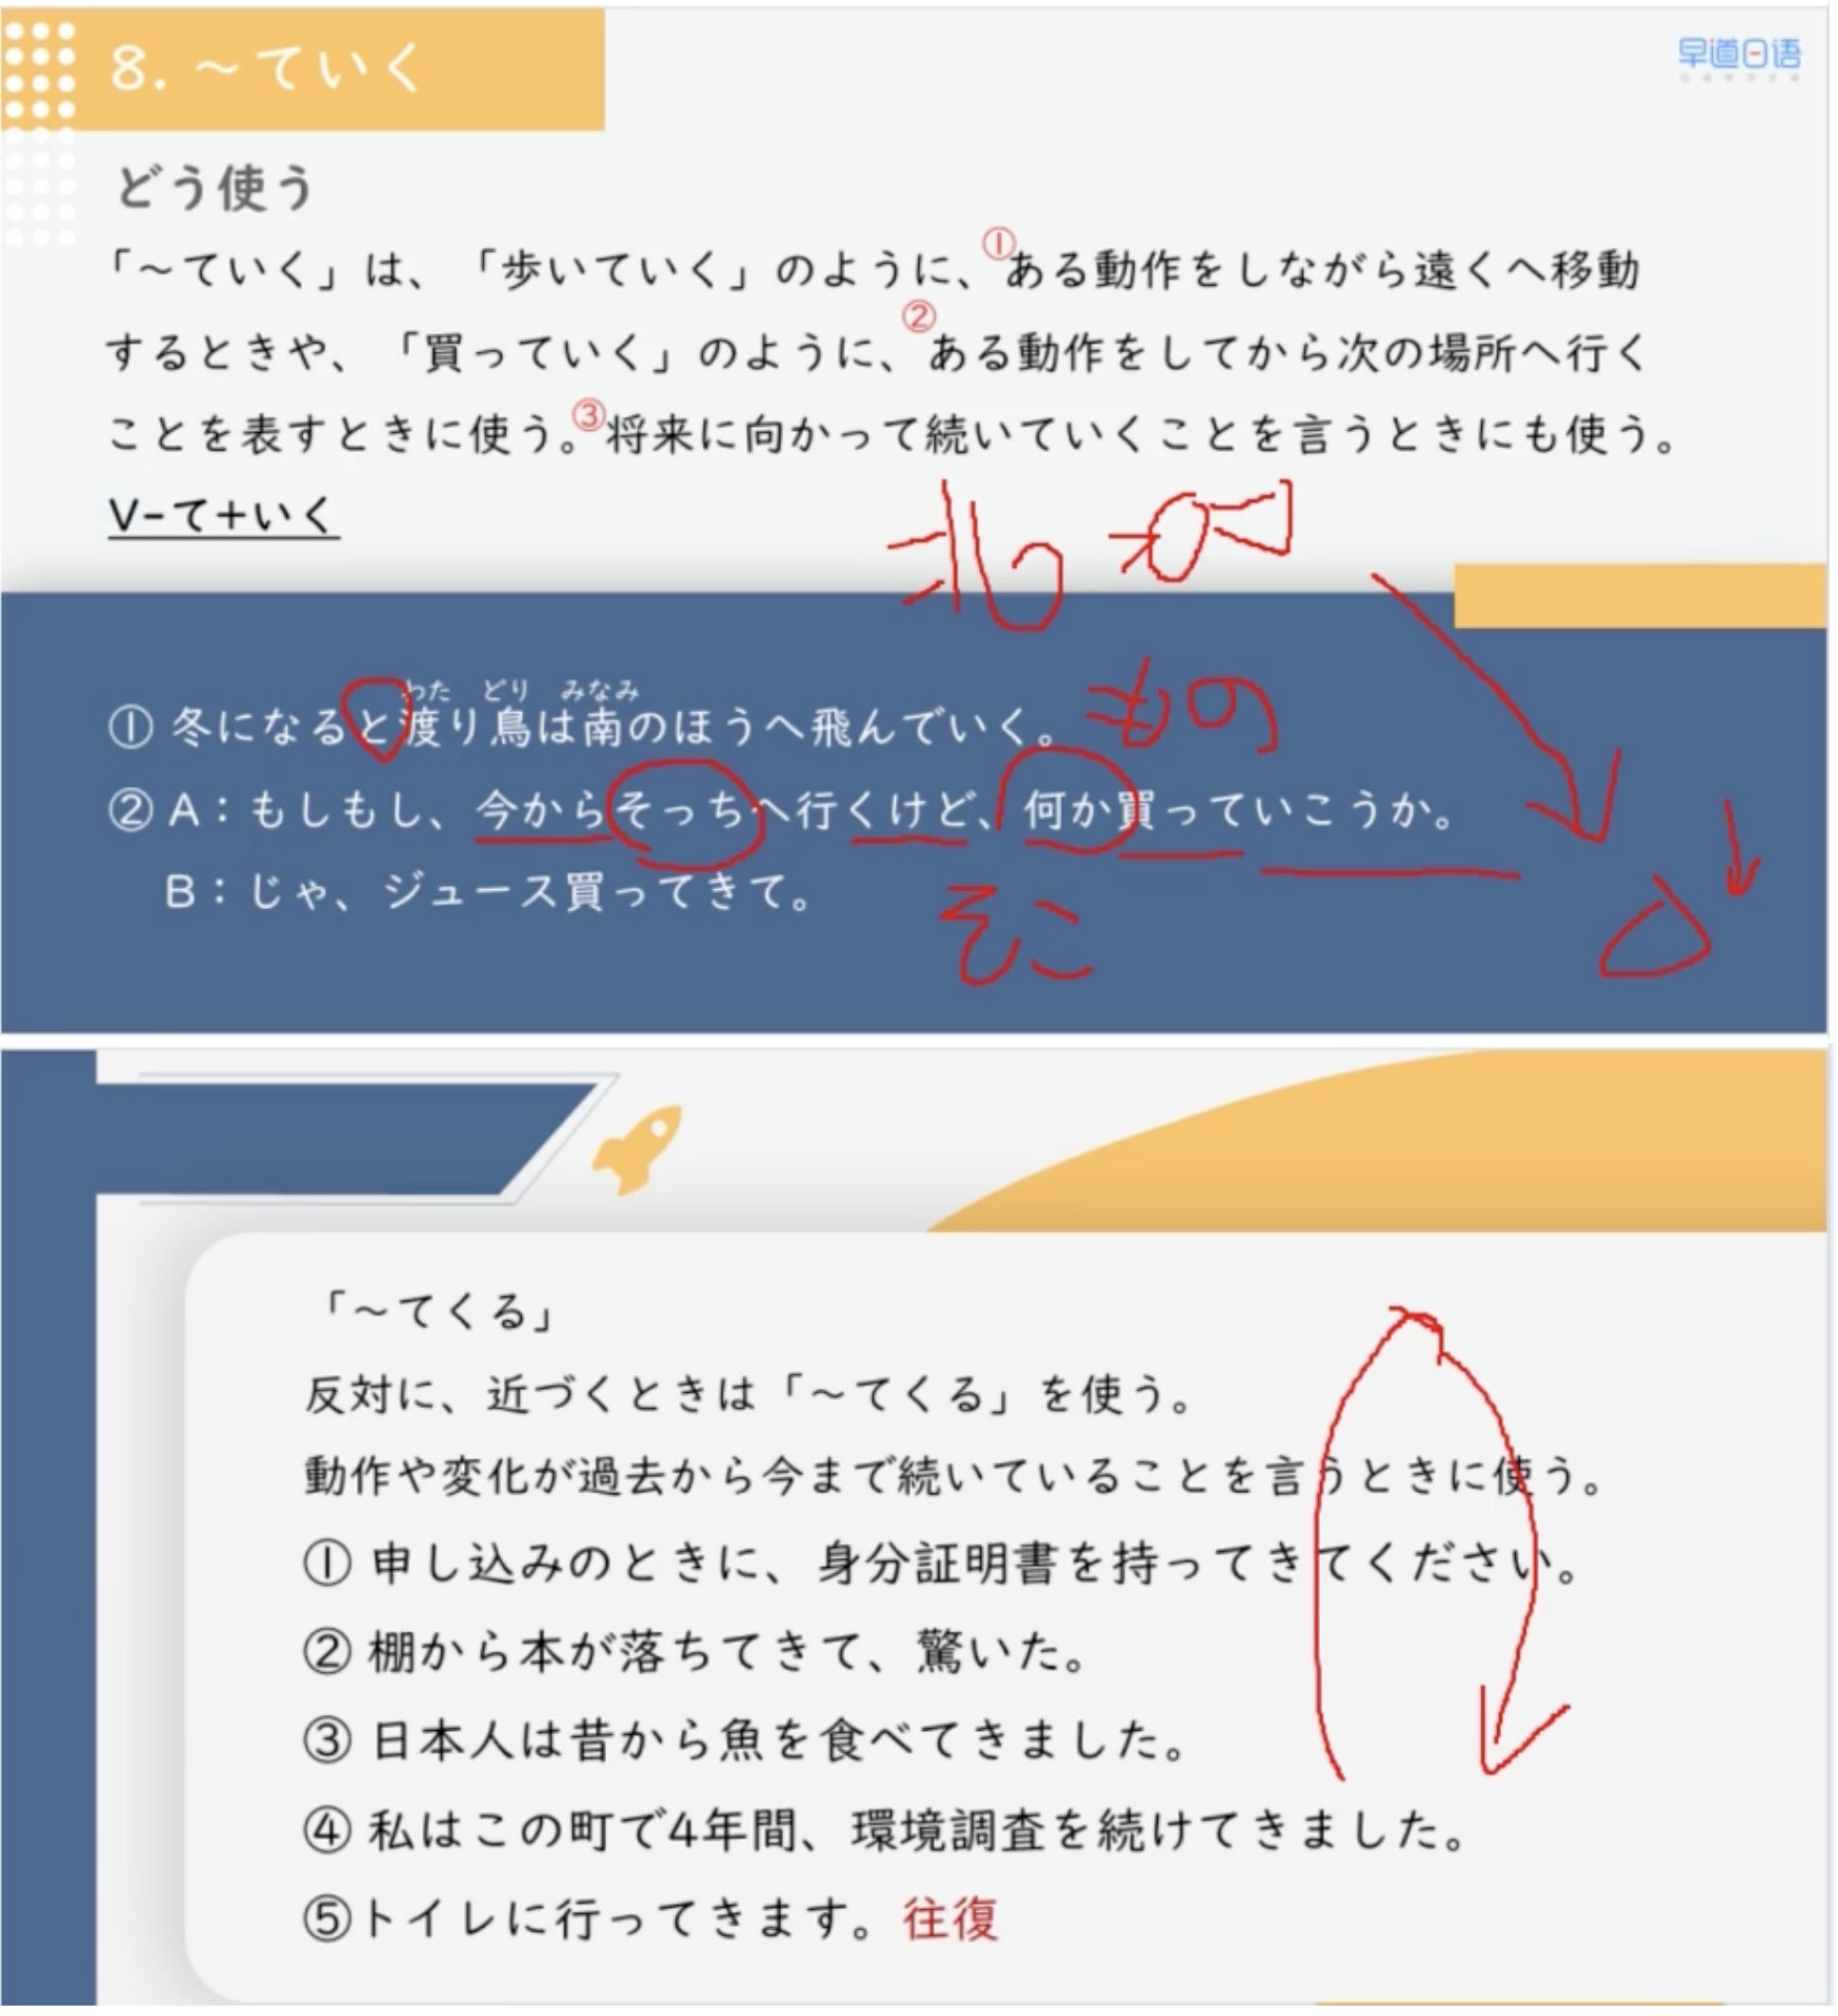 8. ～ていく
早道日语
どう使う
「～ていく」は、「歩いていく」のように、①ある動作をしながら遠くへ移動
するときや、「買っていく」のように、②ある動作をしてから次の場所へ行く
ことを表すときに使う。③将来に向かって続いていくことを言うときにも使う。
V-て+いく
北
わた どり みなみ
① 冬になると渡り鳥は南のほうへ飛んでいく。
もの
② A：もしもし、今からそっちへ行くけど、何か買っていこうか。
B：じゃ、ジュース買ってきて。
そこ
「～てくる」
反対に、近づくときは「～てくる」を使う。
動作や変化が過去から今まで続いていることを言うときに使う。
① 申し込みのときに、身分証明書を持ってきてください。
② 棚から本が落ちてきて、驚いた。
③ 日本人は昔から魚を食べてきました。
④ 私はこの町で4年間、環境調査を続けてきました。
⑤トイレに行ってきます。往復